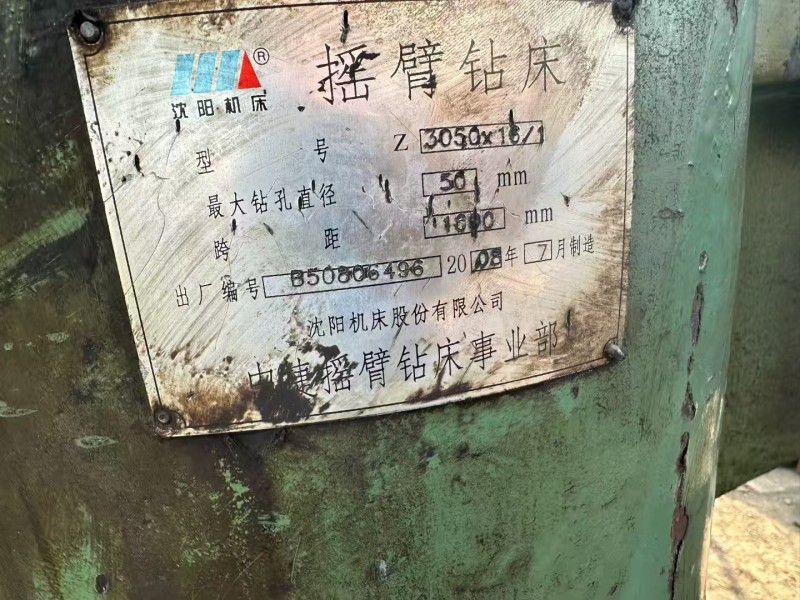 ® 摇臂钻床
沈阳机床
型号 Z 3050x16/1
最大钻孔直径 50 mm
跨距 1600 mm
出厂编号 B50806496 2008年 7月制造
沈阳机床股份有限公司
中捷摇臂钻床事业部